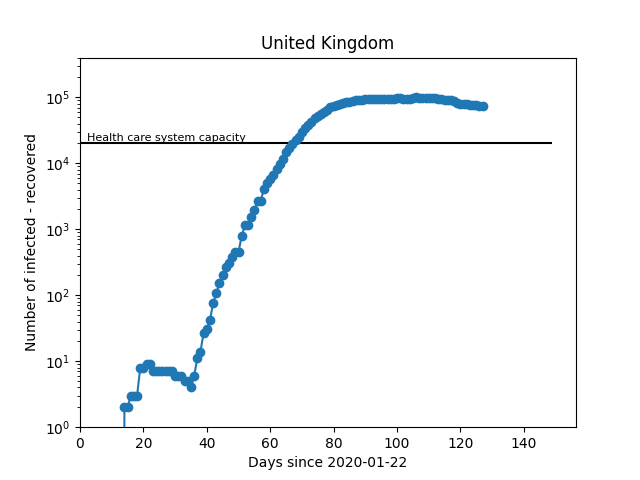 United Kingdom
Number of infected - recovered
10^5
10^4
10^3
10^2
10^1
10^0
Health care system capacity
0 20 40 60 80 100 120 140
Days since 2020-01-22